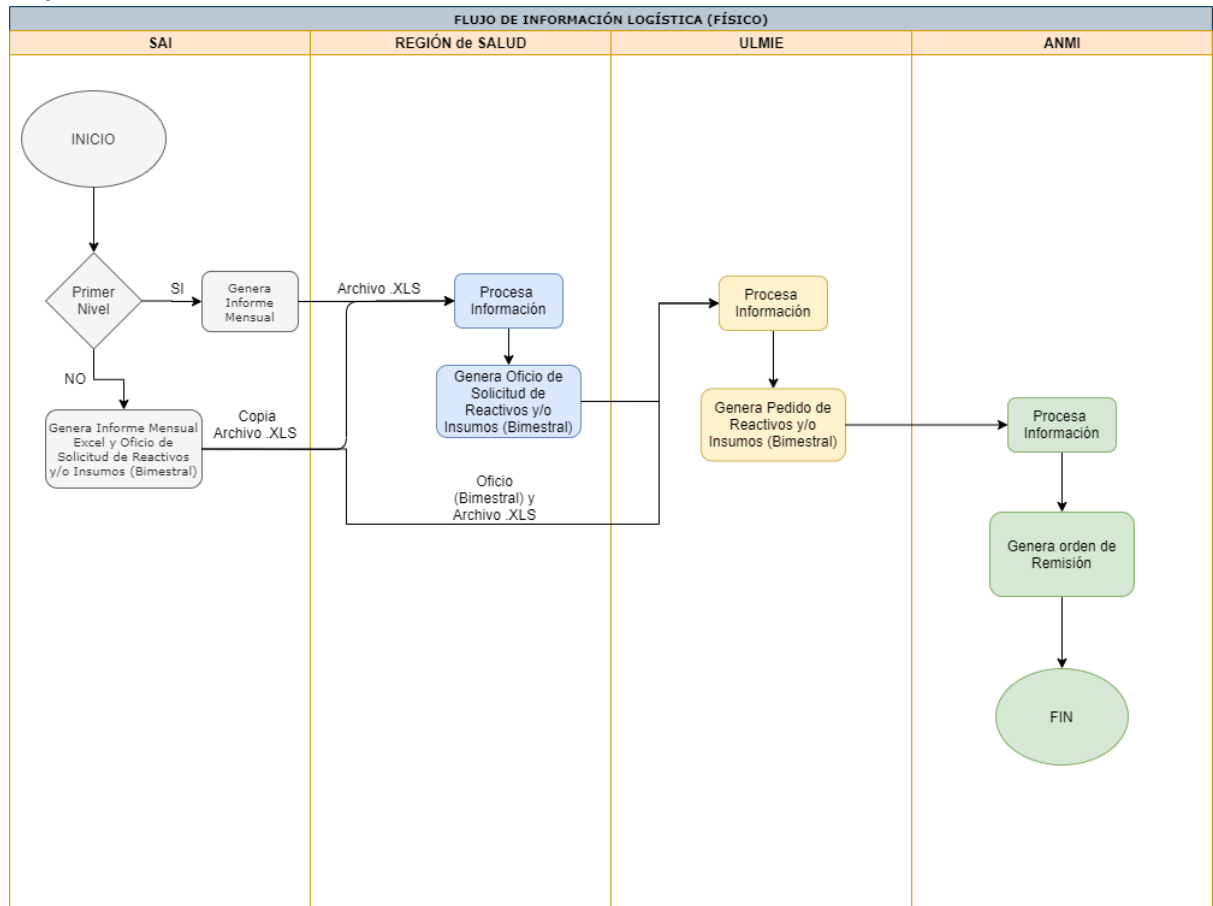 FLUJO DE INFORMACIÓN LOGÍSTICA (FÍSICO)
SAI
REGIÓN de SALUD
ULMIE
ANMI
INICIO
Primer
Nivel
SI
Genera
Informe
Mensual
Archivo .XLS
Procesa
Información
Procesa
Información
NO
Genera Informe Mensual
Excel y Oficio de
Solicitud de Reactivos
y/o Insumos (Bimestral)
Copia
Archivo .XLS
Genera Oficio de
Solicitud de
Reactivos y/o
Insumos (Bimestral)
Genera Pedido de
Reactivos y/o
Insumos (Bimestral)
Procesa
Información
Oficio
(Bimestral) y
Archivo .XLS
Genera orden de
Remisión
FIN